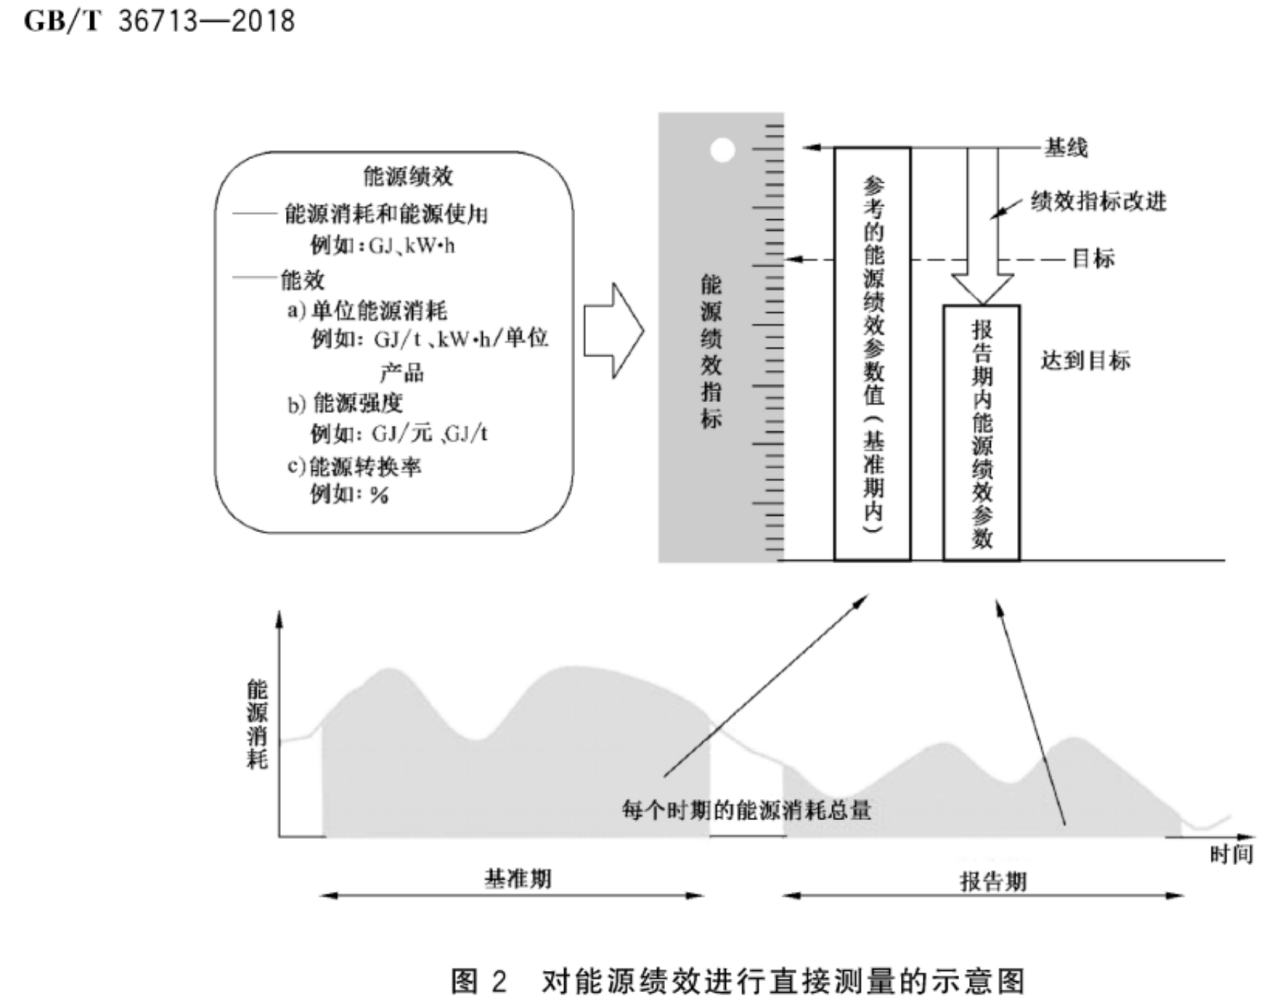 GB/T 36713—2018
能源绩效
—— 能源消耗和能源使用
例如:GJ、kW·h
—— 能效
a)单位能源消耗
例如: GJ/t、kW·h/单位
产品
b) 能源强度
例如: GJ/元、GJ/t
c)能源转换率
例如: %
能源绩效指标
参考的能源绩效参数值(基准期内)
基线
绩效指标改进
目标
报告期内能源绩效参数
达到目标
能源消耗
每个时期的能源消耗总量
时间
基准期
报告期
图 2 对能源绩效进行直接测量的示意图